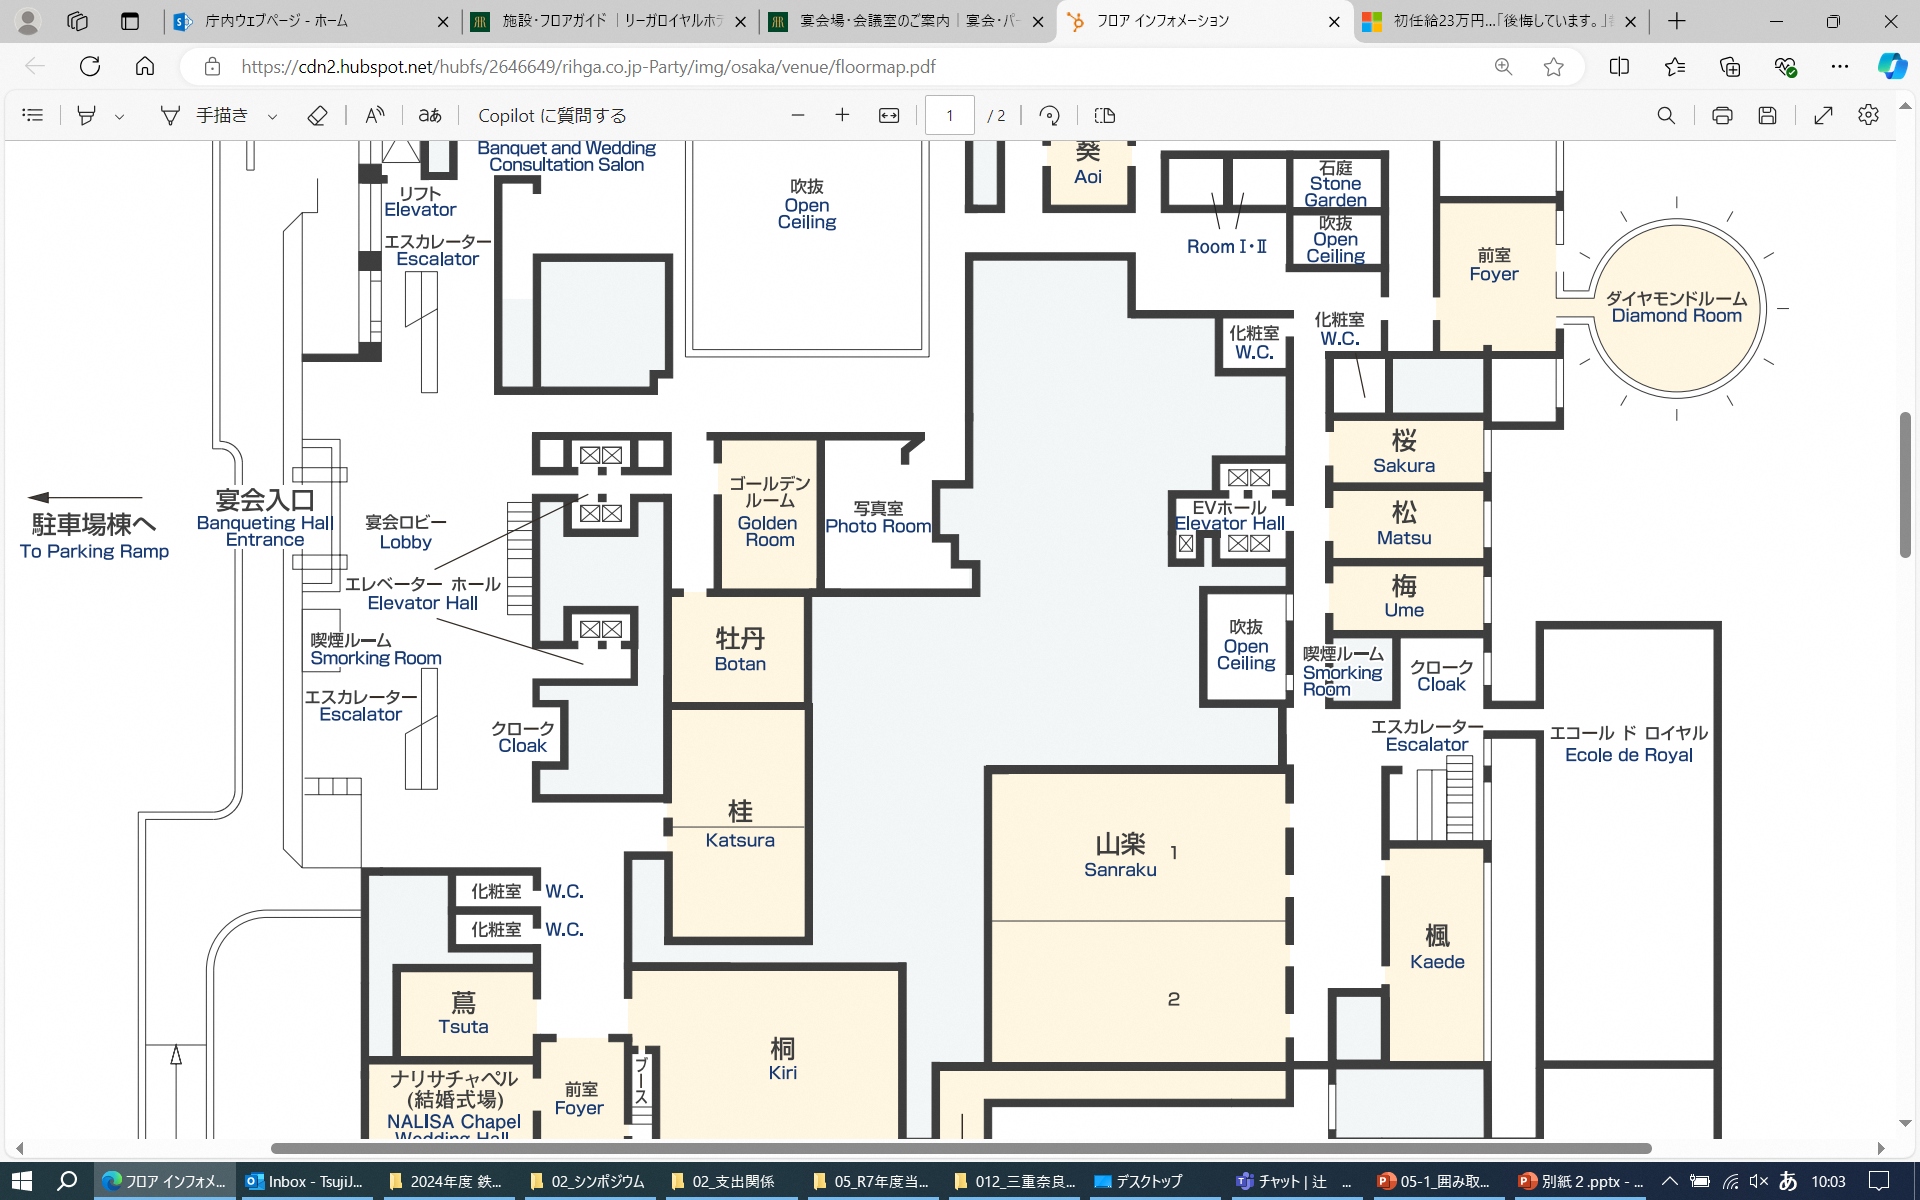 庁内ウェブページ - ホーム
施設・フロアガイド | リーガロイヤルホテ
宴会場・会議室のご案内 | 宴会・パー
フロア インフォメーション
初任給23万円…「後悔しています。」
https://cdn2.hubspot.net/hubfs/2646649/rihga.co.jp-Party/img/osaka/venue/floormap.pdf
手描き
aあ
Copilot に質問する
1 / 2
Banquet and Wedding
Consultation Salon
リフト
Elevator
エスカレーター
Escalator
吹抜
Open
Ceiling
葵
Aoi
石庭
Stone
Garden
吹抜
Open
Ceiling
Room I・II
前室
Foyer
ダイヤモンドルーム
Diamond Room
化粧室
W.C.
化粧室
W.C.
桜
Sakura
松
Matsu
梅
Ume
EVホール
Elevator Hall
ゴールデン
ルーム
Golden
Room
写真室
Photo Room
駐車場棟へ
To Parking Ramp
宴会入口
Banqueting Hall
Entrance
宴会ロビー
Lobby
エレベーター ホール
Elevator Hall
喫煙ルーム
Smorking Room
エスカレーター
Escalator
クローク
Cloak
牡丹
Botan
桂
Katsura
吹抜
Open
Ceiling
喫煙ルーム
Smorking
Room
クローク
Cloak
エスカレーター
Escalator
エコール ド ロイヤル
Ecole de Royal
山楽 1
Sanraku
2
楓
Kaede
化粧室 W.C.
化粧室 W.C.
蔦
Tsuta
桐
Kiri
ナリサチャペル
(結婚式場)
NALISA Chapel
Wedding Hall
前室
Foyer
ブース
フロア インフォメ...
Inbox - TsujiJ...
2024年度 鉄...
02_シンポジウム
02_支出関係
05_R7年度当...
012_三重奈良...
デスクトップ
チャット | 辻 ...
05-1_囲み取...
別紙２.pptx - ...
あ
10:03